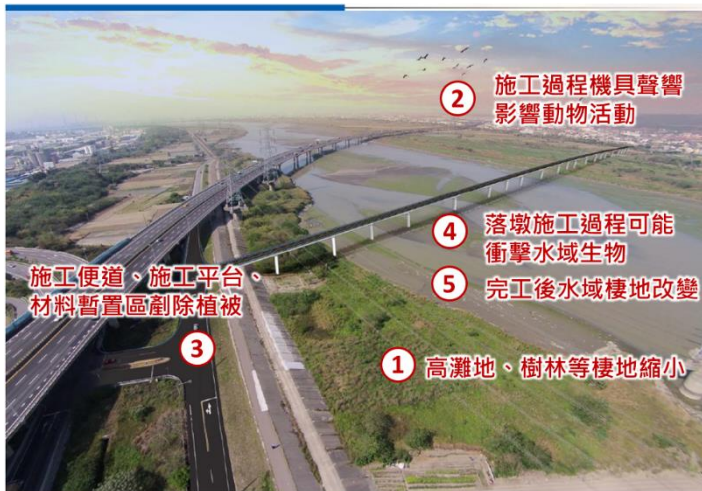 ② 施工過程機具聲響
影響動物活動
④ 落墩施工過程可能
衝擊水域生物
施工便道、施工平台、
材料暫置區剷除植被
③
⑤ 完工後水域棲地改變
① 高灘地、樹林等棲地縮小